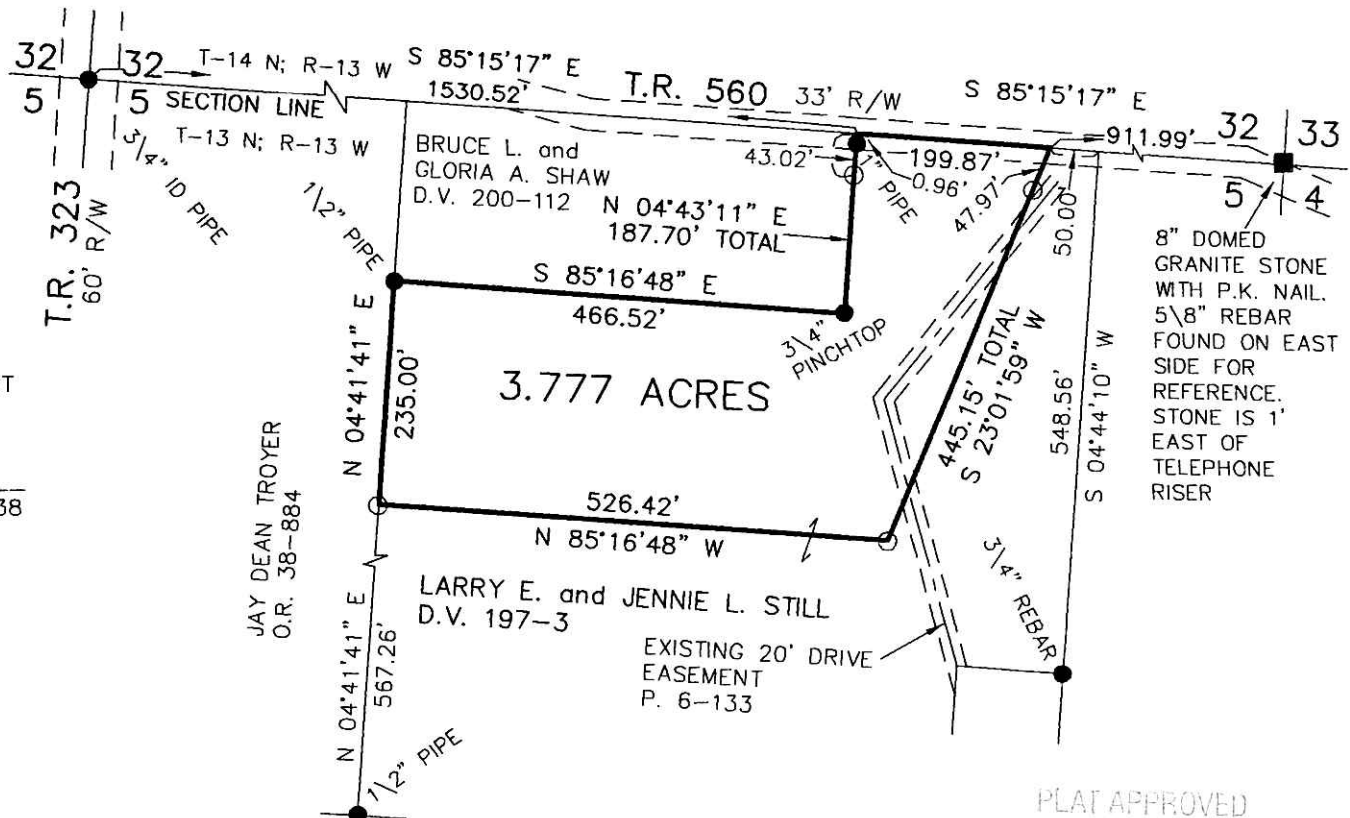 32
32
T-14 N; R-13 W
S 85°15'17" E
1530.52'
T.R. 560
33' R/W
S 85°15'17" E
911.99'
32
33
5
5
SECTION LINE
T-13 N; R-13 W
3/4" ID PIPE
T.R. 323
60' R/W
1/2" PIPE
BRUCE L. and
GLORIA A. SHAW
D.V. 200-112
N 04°43'11" E
187.70' TOTAL
43.02'
1" PIPE
0.96'
199.87'
47.97'
50.00'
5
4
8" DOMED
GRANITE STONE
WITH P.K. NAIL.
5\8" REBAR
FOUND ON EAST
SIDE FOR
REFERENCE.
STONE IS 1'
EAST OF
TELEPHONE
RISER
S 85°16'48" E
466.52'
3\4"
PINCHTOP
N 04°41'41" E
235.00'
3.777 ACRES
445.15' TOTAL
S 23°01'59" W
548.56'
S 04°44'10" W
T
38
JAY DEAN TROYER
O.R. 38-884
526.42'
N 85°16'48" W
LARRY E. and JENNIE L. STILL
D.V. 197-3
N 04°41'41" E
567.26'
EXISTING 20' DRIVE
EASEMENT
P. 6-133
3\4" REBAR
1\2" PIPE
PLAT APPROVED